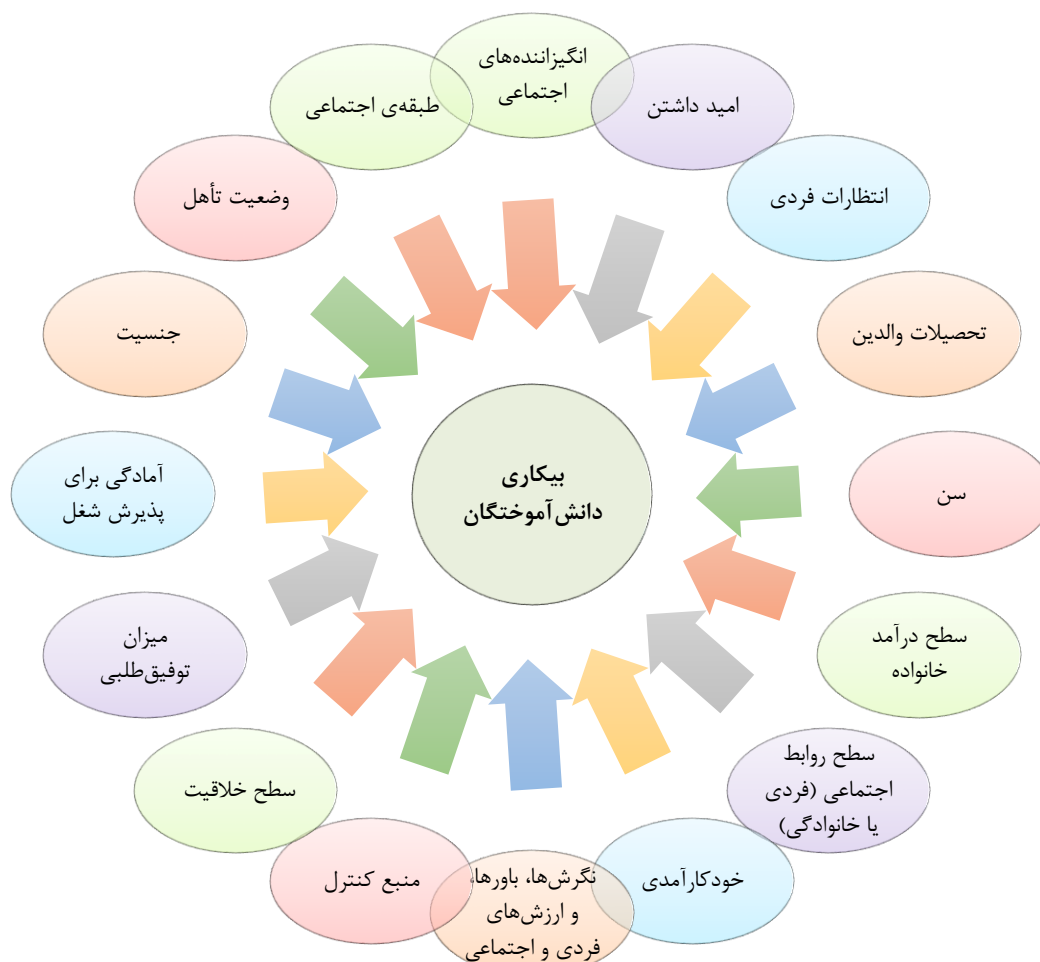 انگیزاننده‌های
اجتماعی
امید داشتن
انتظارات فردی
تحصیلات والدین
سن
سطح درآمد
خانواده
سطح روابط
اجتماعی (فردی
یا خانوادگی)
خودکارآمدی
نگرش‌ها، باورها،
و ارزش‌های
فردی و اجتماعی
منبع کنترل
سطح خلاقیت
میزان
توفیق‌طلبی
آمادگی برای
پذیرش شغل
جنسیت
وضعیت تأهل
طبقه‌ی اجتماعی
بیکاری
دانش‌آموختگان